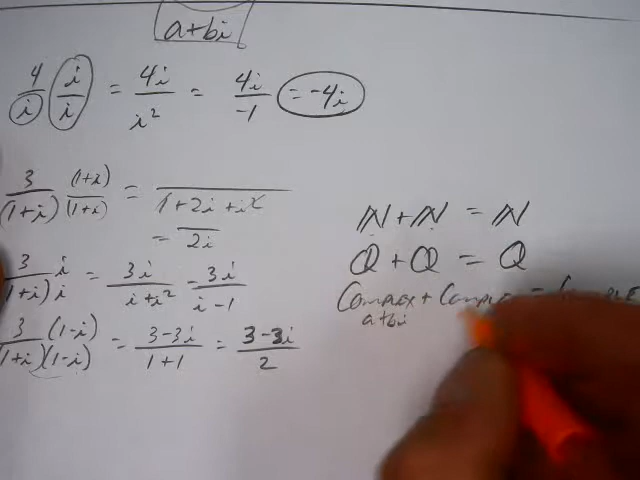 a+bi
4/i i/i = 4i/i² = 4i/-1 = -4i
3/(1+i) (1+i)/(1+i) = /1+2i+i²
= /2i
3/(1+i) i/i = 3i/i+i² = 3i/i-1
3/(1+i) (1-i)/(1-i) = 3-3i/1+1 = 3-3i/2
ℕ+ℕ = ℕ
ℚ+ℚ = ℚ
Complex +
a+bi